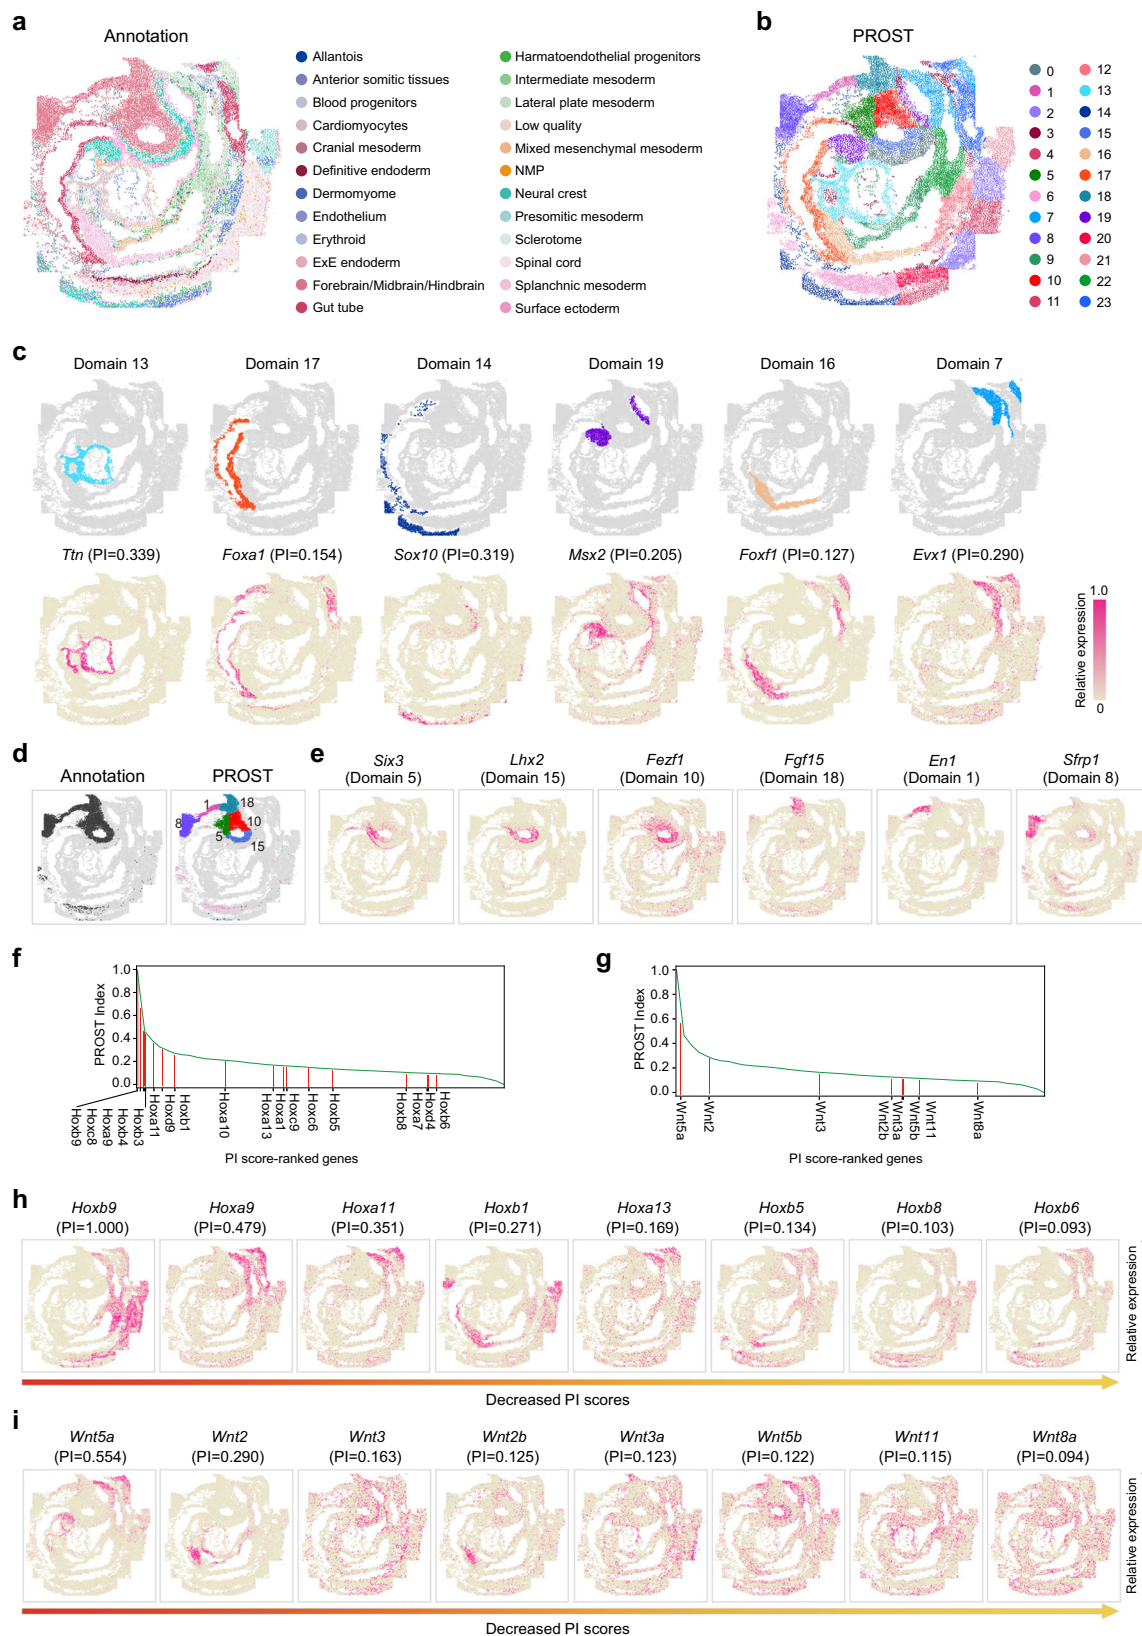 a
Annotation
Allantois
Anterior somitic tissues
Blood progenitors
Cardiomyocytes
Cranial mesoderm
Definitive endoderm
Dermomyome
Endothelium
Erythroid
ExE endoderm
Forebrain/Midbrain/Hindbrain
Gut tube
Harmatoendothelial progenitors
Intermediate mesoderm
Lateral plate mesoderm
Low quality
Mixed mesenchymal mesoderm
NMP
Neural crest
Presomitic mesoderm
Sclerotome
Spinal cord
Splanchnic mesoderm
Surface ectoderm
b
PROST
0
1
2
3
4
5
6
7
8
9
10
11
12
13
14
15
16
17
18
19
20
21
22
23
c
Domain 13
Domain 17
Domain 14
Domain 19
Domain 16
Domain 7
Ttn (PI=0.339)
Foxa1 (PI=0.154)
Sox10 (PI=0.319)
Msx2 (PI=0.205)
Foxf1 (PI=0.127)
Evx1 (PI=0.290)
Relative expression
1.0
0
d
Annotation
PROST
1
18
8
10
5
15
e
Six3
(Domain 5)
Lhx2
(Domain 15)
Fezf1
(Domain 10)
Fgf15
(Domain 18)
En1
(Domain 1)
Sfrp1
(Domain 8)
f
PROST Index
1.0
0.8
0.6
0.4
0.2
0.0
Hoxb9
Hoxc8
Hoxa9
Hoxb4
Hoxb3
Hoxa11
Hoxd9
Hoxb1
Hoxa10
Hoxa13
Hoxa1
Hoxc9
Hoxc6
Hoxb5
Hoxb8
Hoxa7
Hoxd4
Hoxb6
PI score-ranked genes
g
PROST Index
1.0
0.8
0.6
0.4
0.2
0.0
Wnt5a
Wnt2
Wnt3
Wnt2b
Wnt3a
Wnt5b
Wnt11
Wnt8a
PI score-ranked genes
h
Hoxb9
(PI=1.000)
Hoxa9
(PI=0.479)
Hoxa11
(PI=0.351)
Hoxb1
(PI=0.271)
Hoxa13
(PI=0.169)
Hoxb5
(PI=0.134)
Hoxb8
(PI=0.103)
Hoxb6
(PI=0.093)
Relative expression
Decreased PI scores
i
Wnt5a
(PI=0.554)
Wnt2
(PI=0.290)
Wnt3
(PI=0.163)
Wnt2b
(PI=0.125)
Wnt3a
(PI=0.123)
Wnt5b
(PI=0.122)
Wnt11
(PI=0.115)
Wnt8a
(PI=0.094)
Relative expression
Decreased PI scores